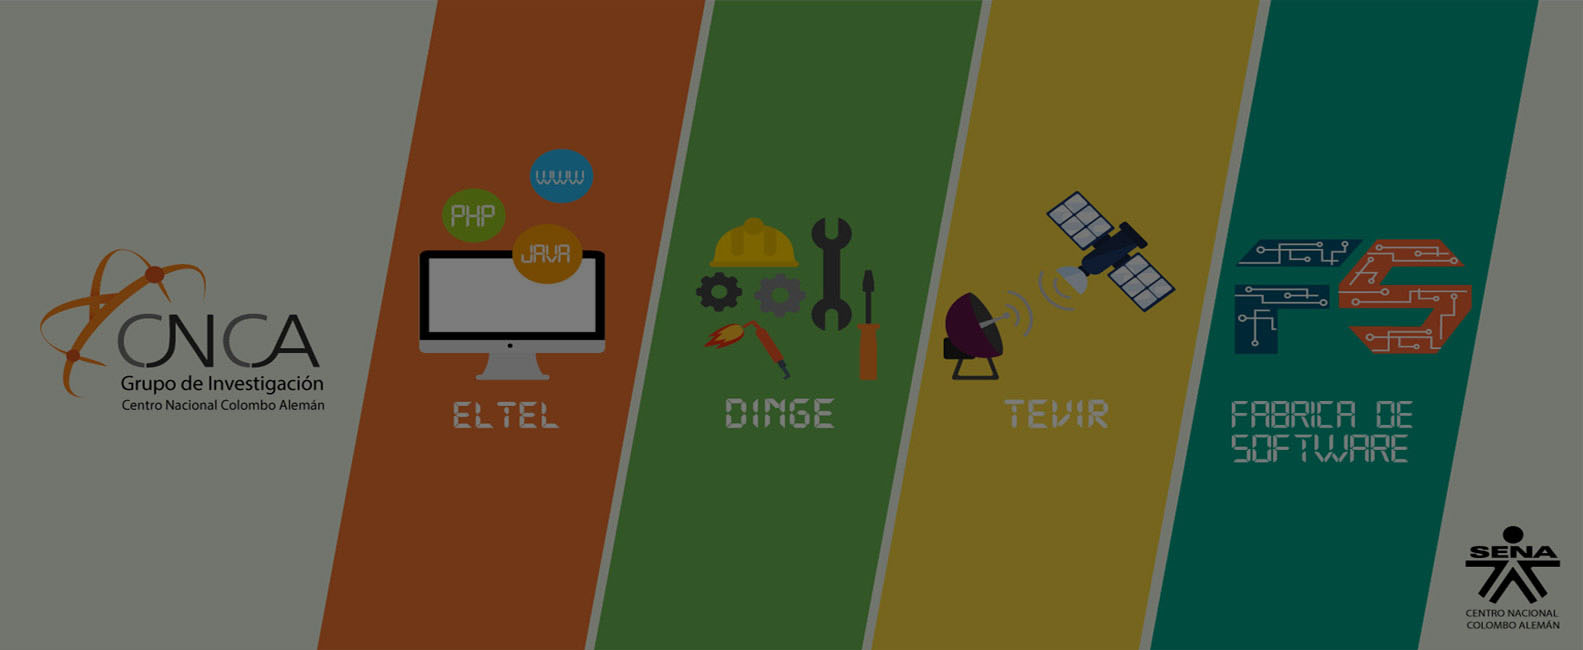 CNCA
Grupo de Investigación
Centro Nacional Colombo Alemán
WWW
PHP
JAVA
ELTEL
DIMGE
TEVIR
FABRICA DE
SOFTWARE
FS
SENA
CENTRO NACIONAL
COLOMBO ALEMÁN